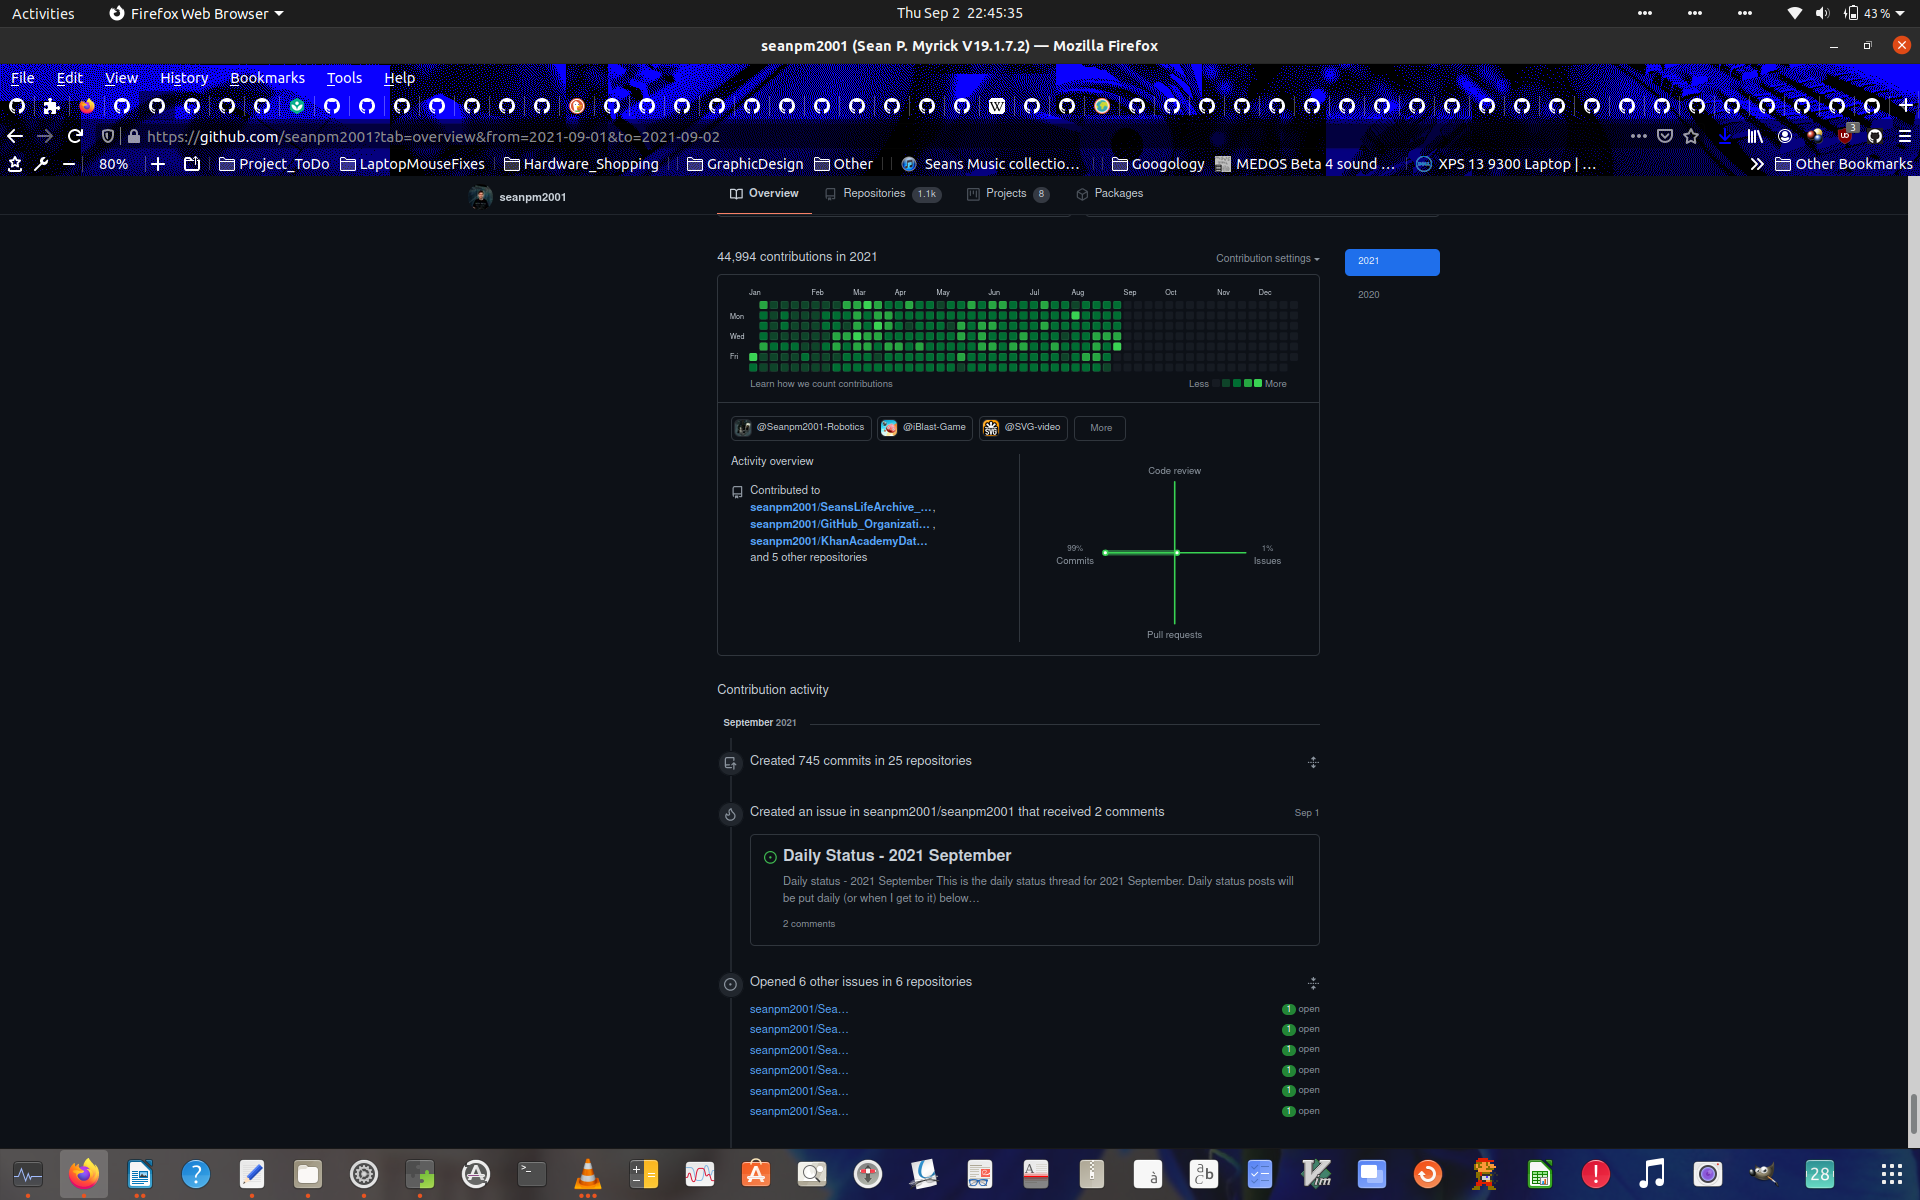 Activities
Firefox Web Browser
Thu Sep 2 22:45:35
43 %
seanpm2001 (Sean P. Myrick V19.1.7.2) — Mozilla Firefox
File Edit View History Bookmarks Tools Help
https://github.com/seanpm2001?tab=overview&from=2021-09-01&to=2021-09-02
3
80%
Project_ToDo
LaptopMouseFixes
Hardware_Shopping
GraphicDesign
Other
Seans Music collectio…
Googology
MEDOS Beta 4 sound …
XPS 13 9300 Laptop | …
Other Bookmarks
seanpm2001
Overview
Repositories 1.1k
Projects 8
Packages
44,994 contributions in 2021
Contribution settings
2021
2020
Jan Feb Mar Apr May Jun Jul Aug Sep Oct Nov Dec
Mon
Wed
Fri
Learn how we count contributions
Less More
@Seanpm2001-Robotics
@iBlast-Game
@SVG-video
More
Activity overview
Contributed to
seanpm2001/SeansLifeArchive_…,
seanpm2001/GitHub_Organizati… ,
seanpm2001/KhanAcademyDat…
and 5 other repositories
Code review
99%
Commits
1%
Issues
Pull requests
Contribution activity
September 2021
Created 745 commits in 25 repositories
Created an issue in seanpm2001/seanpm2001 that received 2 comments
Sep 1
Daily Status - 2021 September
Daily status - 2021 September This is the daily status thread for 2021 September. Daily status posts will
be put daily (or when I get to it) below…
2 comments
Opened 6 other issues in 6 repositories
seanpm2001/Sea… 1 open
seanpm2001/Sea… 1 open
seanpm2001/Sea… 1 open
seanpm2001/Sea… 1 open
seanpm2001/Sea… 1 open
seanpm2001/Sea… 1 open
28